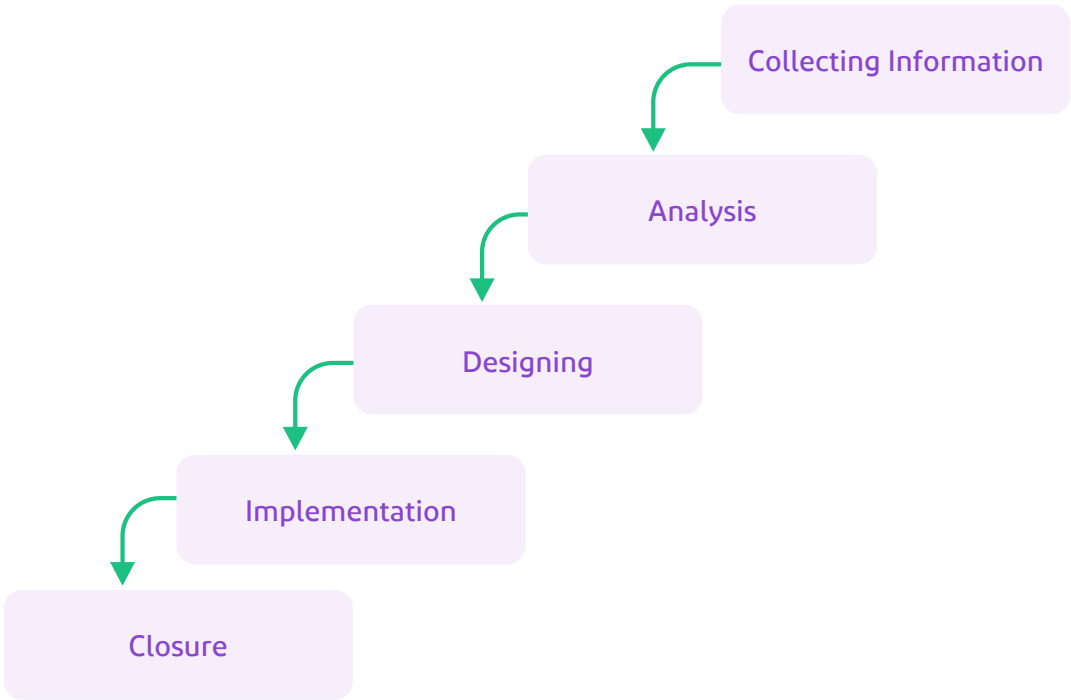 Collecting Information
Analysis
Designing
Implementation
Closure